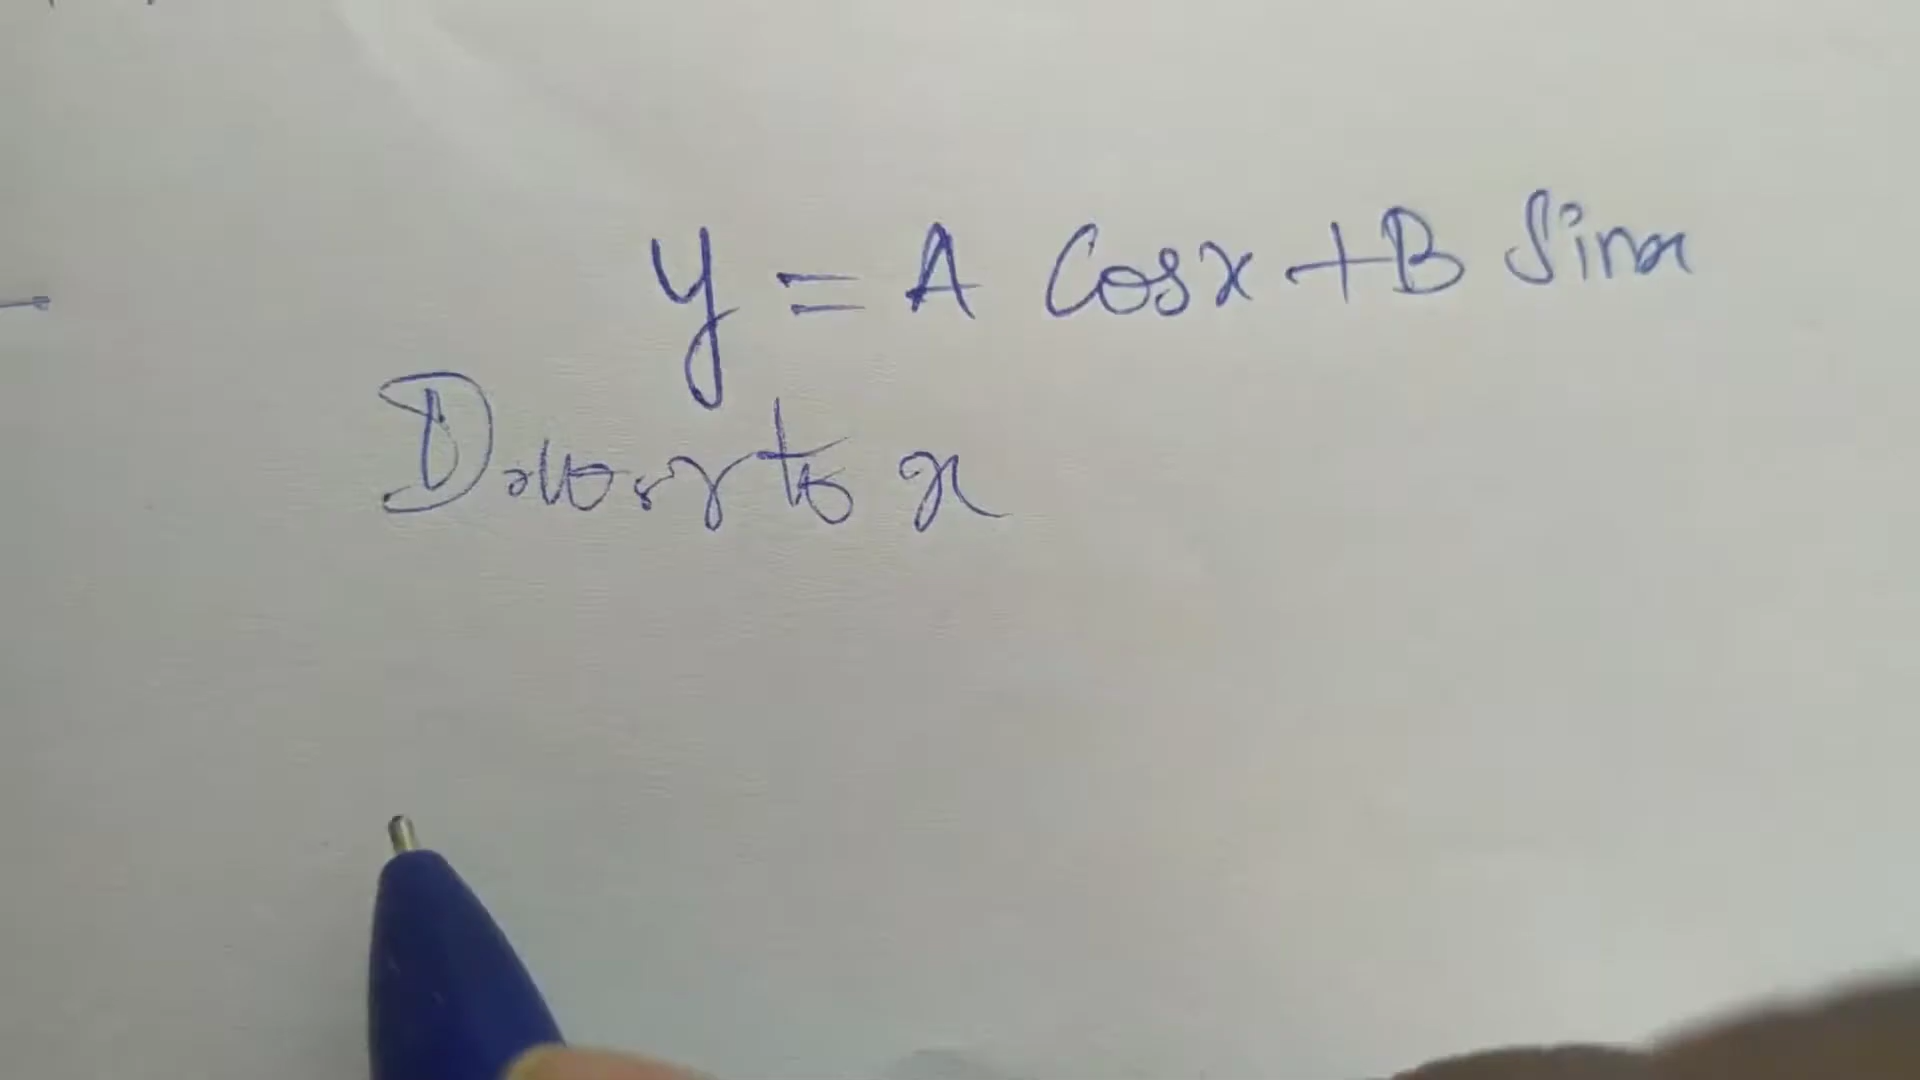 y = A Cosx + B Sinx
D.w.r to x